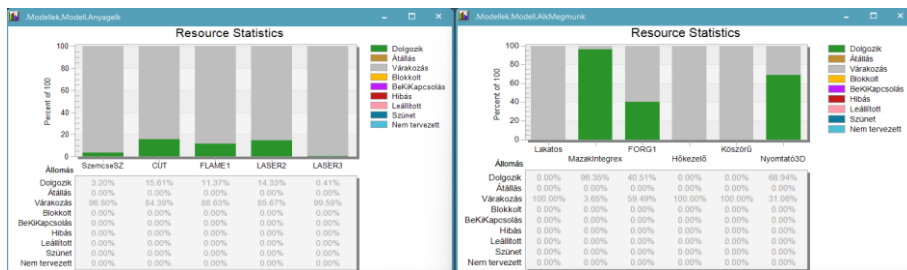 .Modellek.Modell.Anyagelk
Resource Statistics
Percent of 100
100
80
60
40
20
0
SzemcseSZ CÜT FLAME1 LASER2 LASER3
Dolgozik
Átállás
Várakozás
Blokkolt
BeKiKapcsolás
Hibás
Leállított
Szünet
Nem tervezett
Állomás
Dolgozik 3.20% 15.61% 11.37% 14.33% 0.41%
Átállás 0.00% 0.00% 0.00% 0.00% 0.00%
Várakozás 96.80% 84.39% 88.63% 85.67% 99.59%
Blokkolt 0.00% 0.00% 0.00% 0.00% 0.00%
BeKiKapcsolás 0.00% 0.00% 0.00% 0.00% 0.00%
Hibás 0.00% 0.00% 0.00% 0.00% 0.00%
Leállított 0.00% 0.00% 0.00% 0.00% 0.00%
Szünet 0.00% 0.00% 0.00% 0.00% 0.00%
Nem tervezett 0.00% 0.00% 0.00% 0.00% 0.00%
.Modellek.Modell.AlkMegmunk
Resource Statistics
Percent of 100
100
80
60
40
20
0
Lakatos FORG1 Hőkezelő Köszörű Nyomtató3D
MazakIntegrex
Dolgozik
Átállás
Várakozás
Blokkolt
BeKiKapcsolás
Hibás
Leállított
Szünet
Nem tervezett
Állomás
Dolgozik 0.00% 96.35% 40.51% 0.00% 0.00% 68.94%
Átállás 0.00% 0.00% 0.00% 0.00% 0.00% 0.00%
Várakozás 100.00% 3.65% 59.49% 100.00% 100.00% 31.06%
Blokkolt 0.00% 0.00% 0.00% 0.00% 0.00% 0.00%
BeKiKapcsolás 0.00% 0.00% 0.00% 0.00% 0.00% 0.00%
Hibás 0.00% 0.00% 0.00% 0.00% 0.00% 0.00%
Leállított 0.00% 0.00% 0.00% 0.00% 0.00% 0.00%
Szünet 0.00% 0.00% 0.00% 0.00% 0.00% 0.00%
Nem tervezett 0.00% 0.00% 0.00% 0.00% 0.00% 0.00%